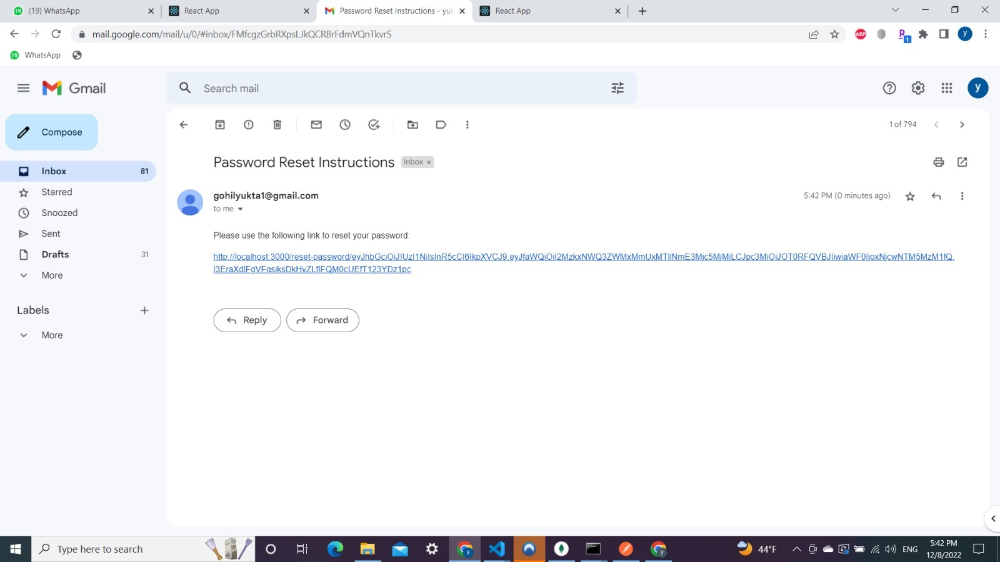 (19) WhatsApp
React App
Password Reset Instructions - yu
React App
mail.google.com/mail/u/0/#inbox/FMfcgzGrbRXpsLJkQCRBrFdmVQnTkvrS
ABP
1
y
19 WhatsApp
Gmail
Search mail
y
Compose
1 of 794
Password Reset Instructions
Inbox x
Inbox 81
Starred
gohilyukta1@gmail.com
5:42 PM (0 minutes ago)
to me
Snoozed
Sent
Please use the following link to reset your password:
Drafts 31
http://localhost:3000/reset-password/eyJhbGciOiJIUzI1NiIsInR5cCI6IkpXVCJ9.eyJfaWQiOiI2MzkxNWQ3ZWMxMmUxMTllNmE3Mjc5MjMiLCJpc3MiOiJOT0RFQVBJIiwiaWF0IjoxNjcwNTM5MzM1fQ.
l3EraXdlFgVFqsiksDkHvZLflFQM0cUEfT123YDz1pc
More
Labels
More
Reply
Forward
Type here to search
44°F
ENG
5:42 PM
12/8/2022